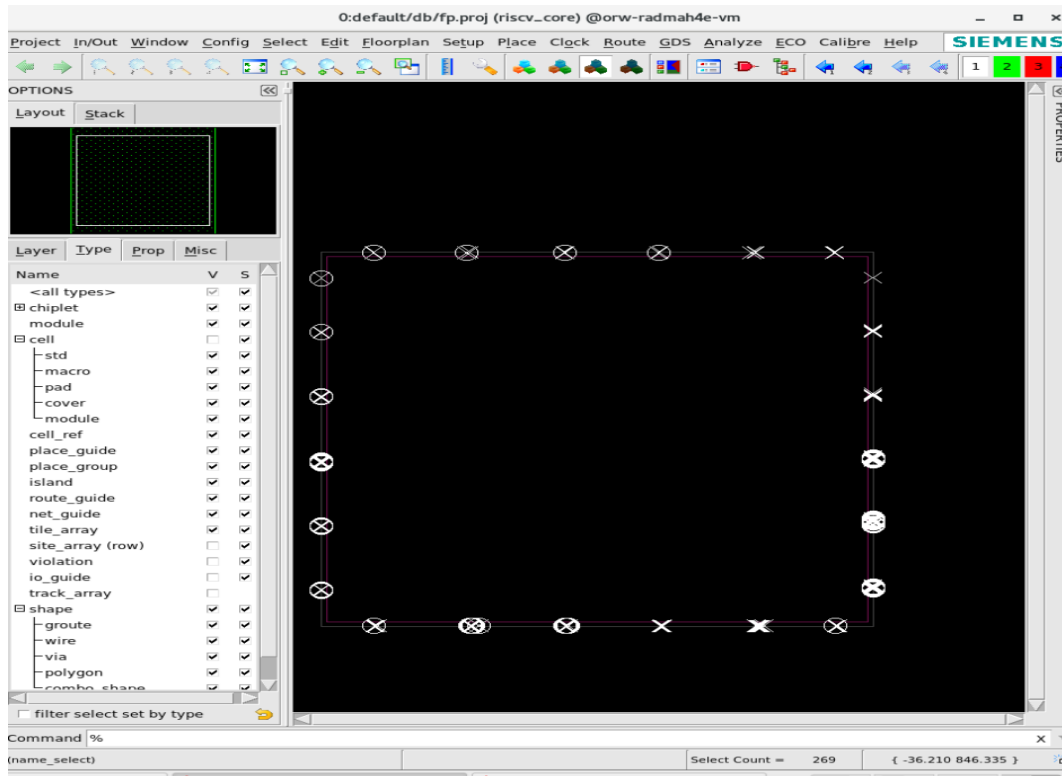 0:default/db/fp.proj (riscv_core) @orw-radmah4e-vm
Project In/Out Window Config Select Edit Floorplan Setup Place Clock Route GDS Analyze ECO Calibre Help SIEMENS
1 2 3
OPTIONS
Layout Stack
PROPERTIES
Layer Type Prop Misc
Name V S
<all types>
chiplet
module
cell
std
macro
pad
cover
module
cell_ref
place_guide
place_group
island
route_guide
net_guide
tile_array
site_array (row)
violation
io_guide
track_array
shape
groute
wire
via
polygon
combo_shape
filter select set by type
Command %
(name_select) Select Count = 269 { -36.210 846.335 }